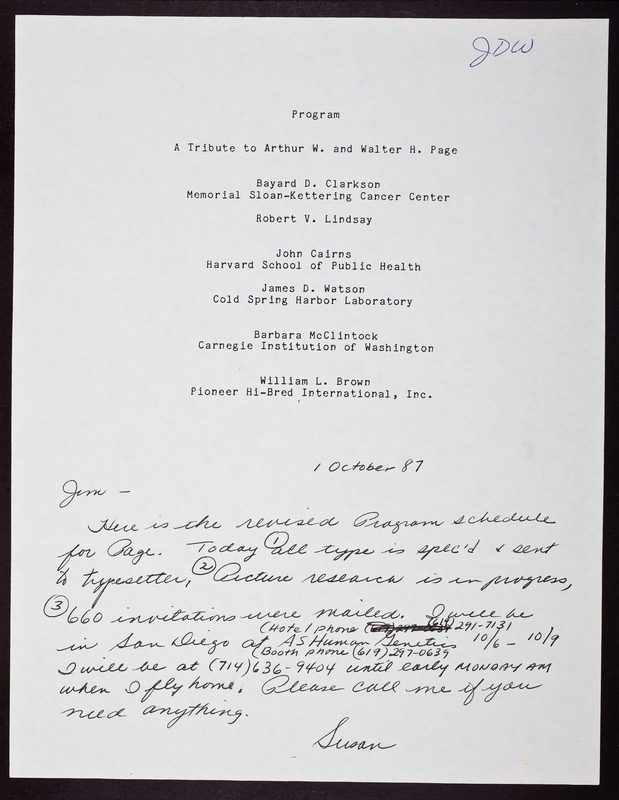 JDW
Program
A Tribute to Arthur W. and Walter H. Page
Bayard D. Clarkson
Memorial Sloan-Kettering Cancer Center
Robert V. Lindsay
John Cairns
Harvard School of Public Health
James D. Watson
Cold Spring Harbor Laboratory
Barbara McClintock
Carnegie Institution of Washington
William L. Brown
Pioneer Hi-Bred International, Inc.
1 October 87
Jim –
Here is the revised Program schedule
for Page. Today ① all type is spec'd & sent
to typesetter, ② Picture research is in progress,
③ 660 invitations were mailed. I will be
(Hotel phone (619) 291-7131
in San Diego at AS Human Genetics 10/6 – 10/9
(Booth phone (619) 297-0639
I will be at (714) 636-9404 until early MONDAY AM
when I fly home. Please call me if you
need anything.
Susan